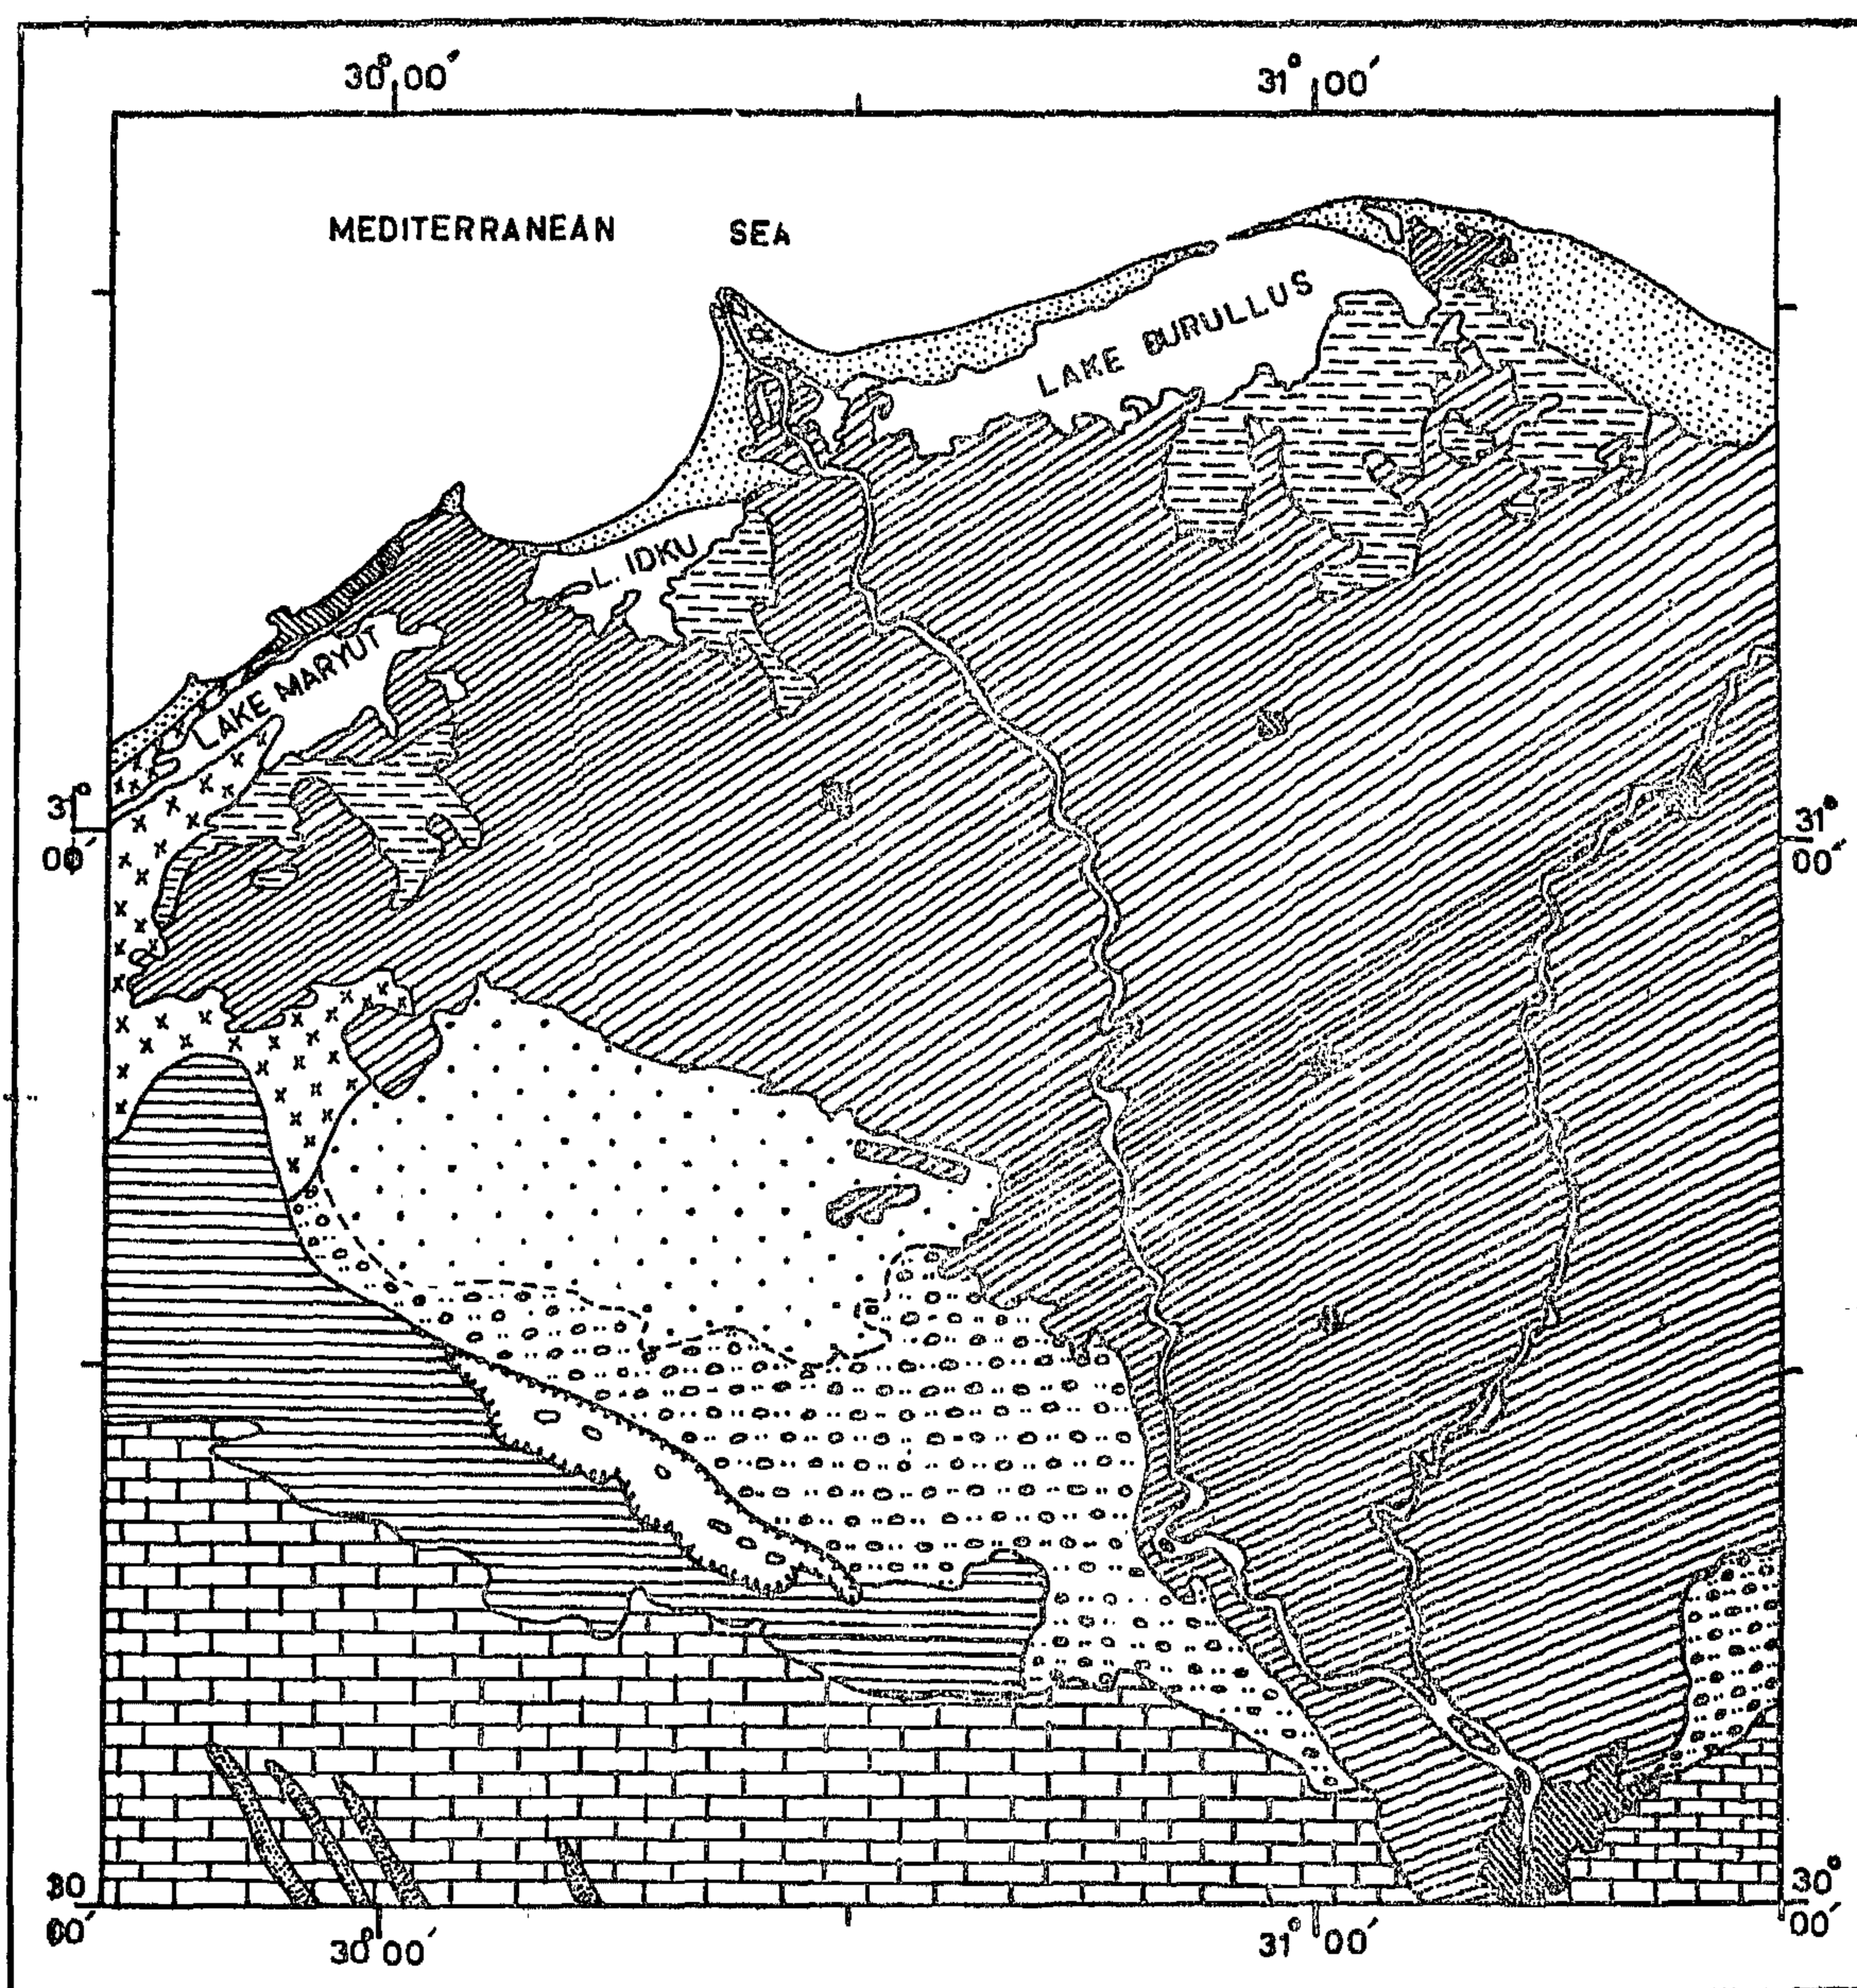 30° 00′ 31° 00′
MEDITERRANEAN SEA
LAKE BURULLUS
L. IDKU
LAKE MARYUT
31° 00′
31° 00′
30 00′
30° 00′
30° 00′ 31° 00′